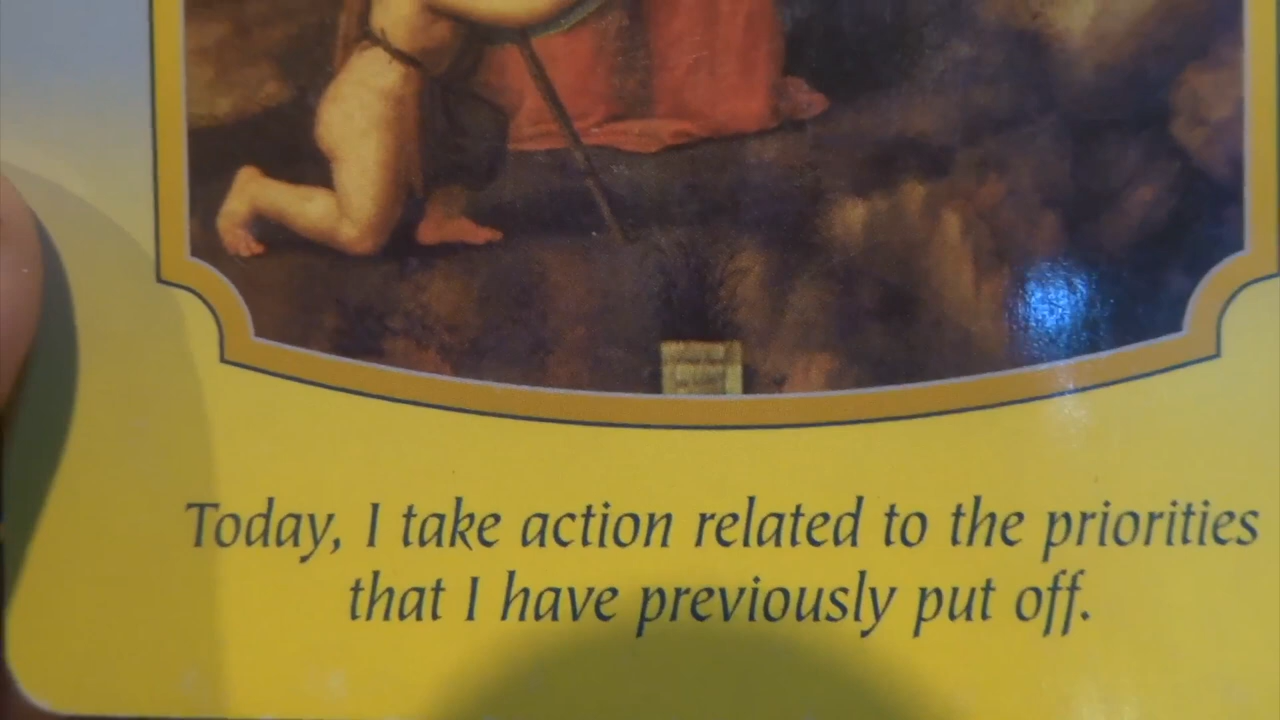 Today, I take action related to the priorities
that I have previously put off.